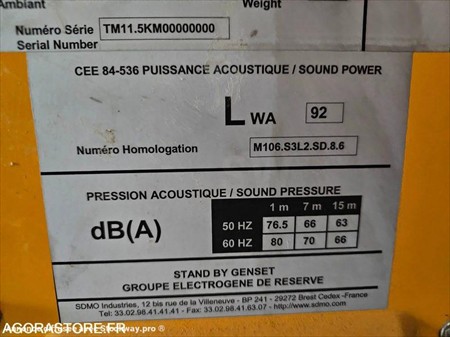 Ambiant Weight
Numéro Série TM11.5KM00000000
Serial Number
CEE 84-536 PUISSANCE ACOUSTIQUE / SOUND POWER
LWA 92
Numéro Homologation M106.S3L2.SD.8.6
PRESSION ACOUSTIQUE / SOUND PRESSURE
1 m 7 m 15 m
dB(A) 50 HZ 76.5 66 63
60 HZ 80 70 66
STAND BY GENSET
GROUPE ELECTROGENE DE RESERVE
SDMO Industries, 12 bis rue de la Villeneuve - BP 241 - 29272 Brest Cedex -France
Tel : 33.02.98.41.41.41 - Fax : 33.02.98.41.63.07 - http://www.sdmo.com
AGORASTORE.FR